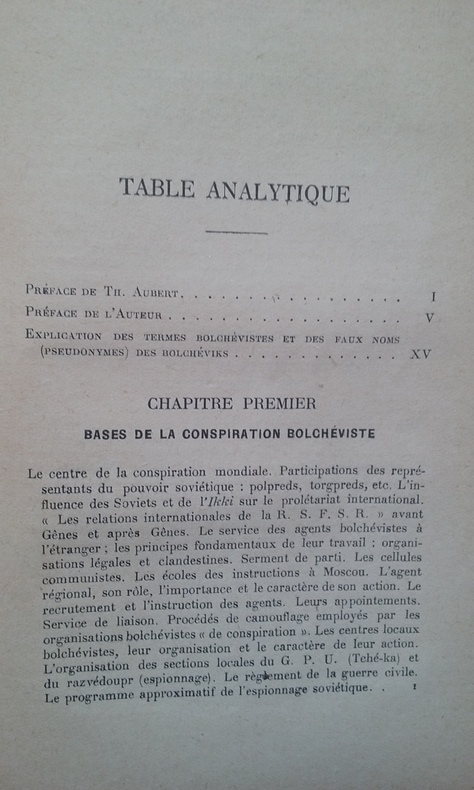 TABLE ANALYTIQUE
PRÉFACE DE TH. AUBERT. . . . . . . . . . . . . . . . I
PRÉFACE DE L'AUTEUR . . . . . . . . . . . . . . . . . V
EXPLICATION DES TERMES BOLCHÉVISTES ET DES FAUX NOMS
(PSEUDONYMES) DES BOLCHÉVIKS . . . . . . . . . . . . . XV
CHAPITRE PREMIER
BASES DE LA CONSPIRATION BOLCHÉVISTE
Le centre de la conspiration mondiale. Participations des repré-
sentants du pouvoir soviétique : polpreds, torgpreds, etc. L'in-
fluence des Soviets et de l'Ikki sur le prolétariat international.
« Les relations internationales de la R. S. F. S. R. » avant
Gênes et après Gênes. Le service des agents bolchévistes à
l'étranger ; les principes fondamentaux de leur travail : organi-
sations légales et clandestines. Serment de parti. Les cellules
communistes. Les écoles des instructions à Moscou. L'agent
régional, son rôle, l'importance et le caractère de son action. Le
recrutement et l'instruction des agents. Leurs appointements.
Service de liaison. Procédés de camouflage employés par les
organisations bolchévistes « de conspiration ». Les centres locaux
bolchévistes, leur organisation et le caractère de leur action.
L'organisation des sections locales du G. P. U. (Tché-ka) et
du razvédoupr (espionnage). Le règlement de la guerre civile.
Le programme approximatif de l'espionnage soviétique. . 1